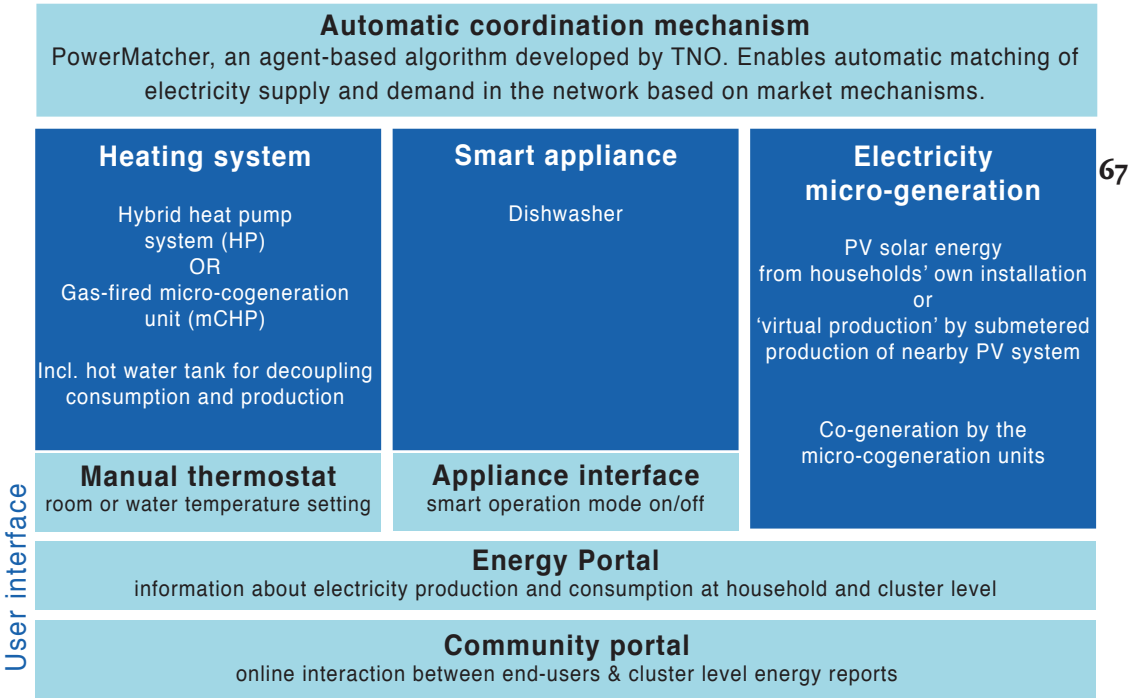 Automatic coordination mechanism
PowerMatcher, an agent-based algorithm developed by TNO. Enables automatic matching of
electricity supply and demand in the network based on market mechanisms.
Heating system
Hybrid heat pump
system (HP)
OR
Gas-fired micro-cogeneration
unit (mCHP)
Incl. hot water tank for decoupling
consumption and production
Smart appliance
Dishwasher
Electricity
micro-generation
PV solar energy
from households’ own installation
or
‘virtual production’ by submetered
production of nearby PV system
Co-generation by the
micro-cogeneration units
67
Manual thermostat
room or water temperature setting
Appliance interface
smart operation mode on/off
User interface
Energy Portal
information about electricity production and consumption at household and cluster level
Community portal
online interaction between end-users & cluster level energy reports